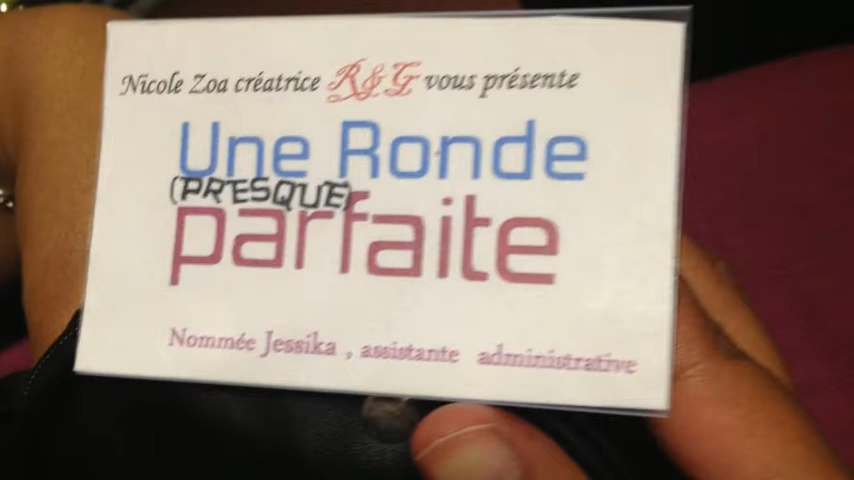 Nicole Zoa créatrice R&G vous présente
Une Ronde
(PRESQUE)
parfaite
Nommée Jessika , assistante administrative